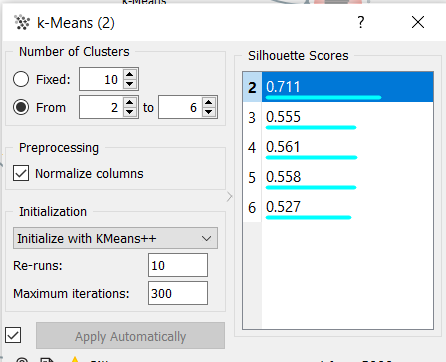 k-Means
k-Means (2)
?
Number of Clusters
Fixed: 10
From 2 to 6
Preprocessing
Normalize columns
Initialization
Initialize with KMeans++
Re-runs: 10
Maximum iterations: 300
Apply Automatically
Silhouette Scores
2 0.711
3 0.555
4 0.561
5 0.558
6 0.527